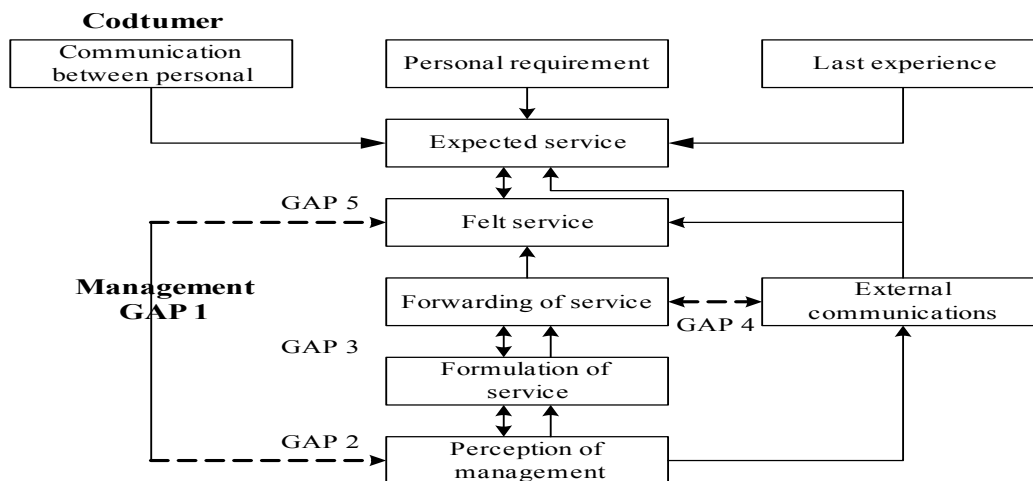 Codtumer
Communication
between personal
Personal requirement
Last experience
Expected service
GAP 5
Felt service
Management
GAP 1
Forwarding of service
GAP 4
External
communications
GAP 3
Formulation of
service
GAP 2
Perception of
management